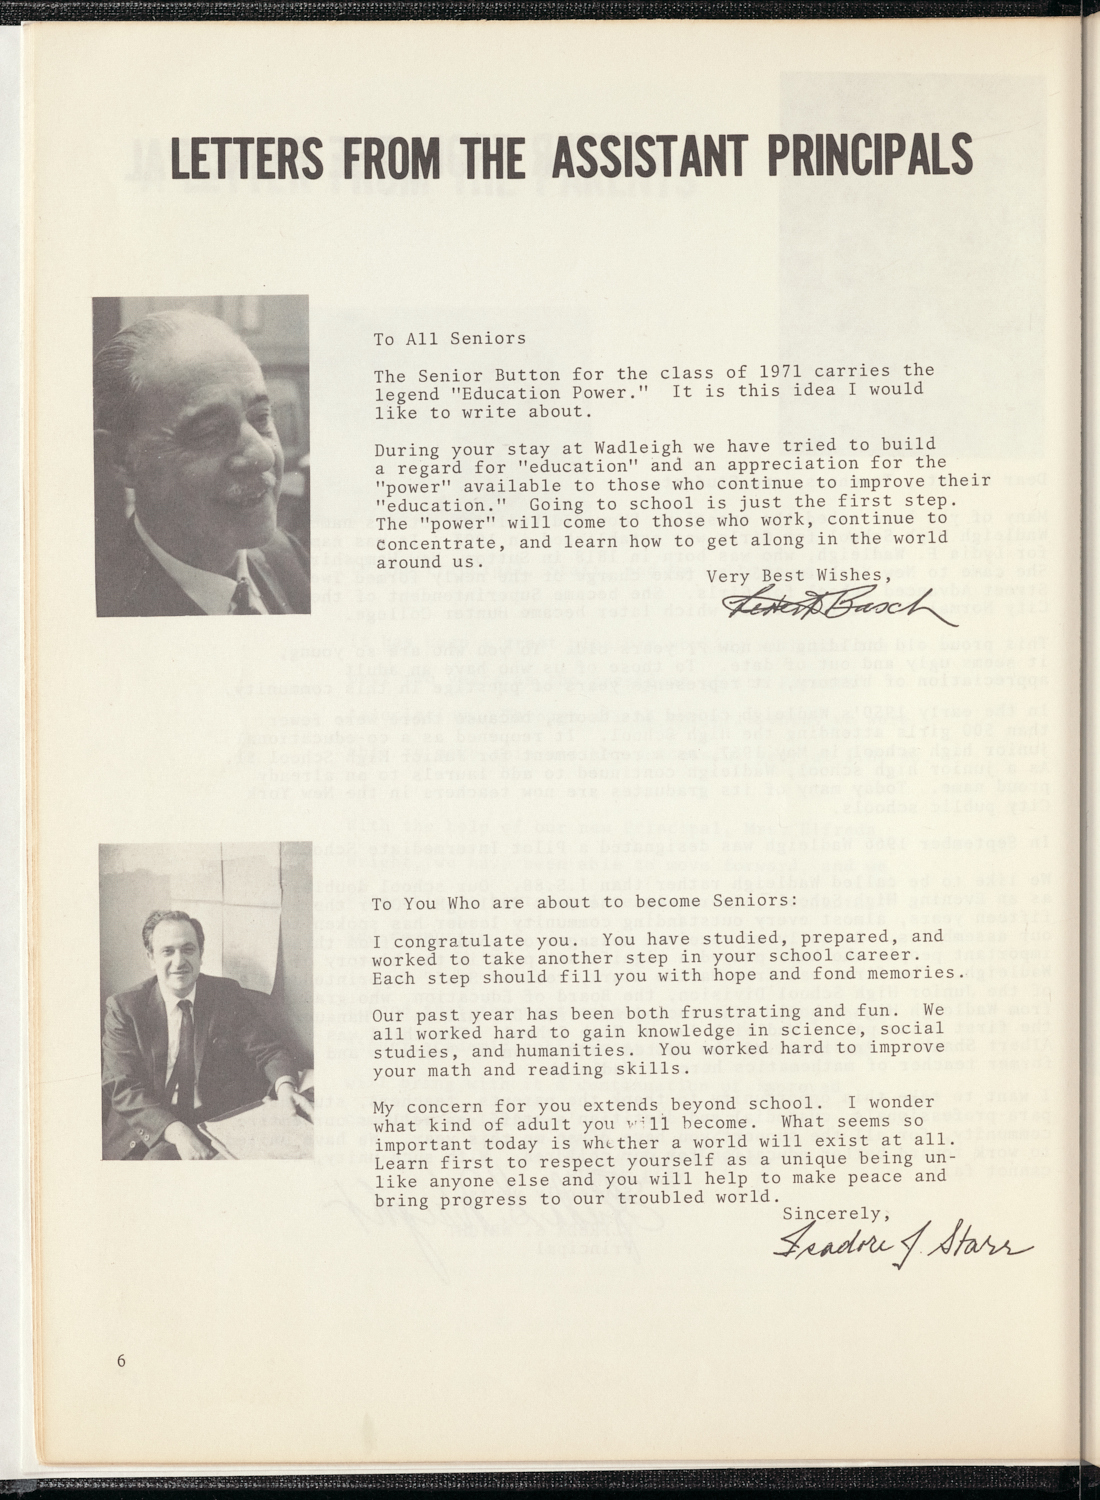 LETTERS FROM THE ASSISTANT PRINCIPALS
To All Seniors
The Senior Button for the class of 1971 carries the
legend "Education Power."  It is this idea I would
like to write about.
During your stay at Wadleigh we have tried to build
a regard for "education" and an appreciation for the
"power" available to those who continue to improve their
"education."  Going to school is just the first step.
The "power" will come to those who work, continue to
concentrate, and learn how to get along in the world
around us.
Very Best Wishes,
Basch
To You Who are about to become Seniors:
I congratulate you.  You have studied, prepared, and
worked to take another step in your school career.
Each step should fill you with hope and fond memories.
Our past year has been both frustrating and fun.  We
all worked hard to gain knowledge in science, social
studies, and humanities.  You worked hard to improve
your math and reading skills.
My concern for you extends beyond school.  I wonder
what kind of adult you will become.  What seems so
important today is whether a world will exist at all.
Learn first to respect yourself as a unique being un-
like anyone else and you will help to make peace and
bring progress to our troubled world.
Sincerely,
Isadore J. Starr
6